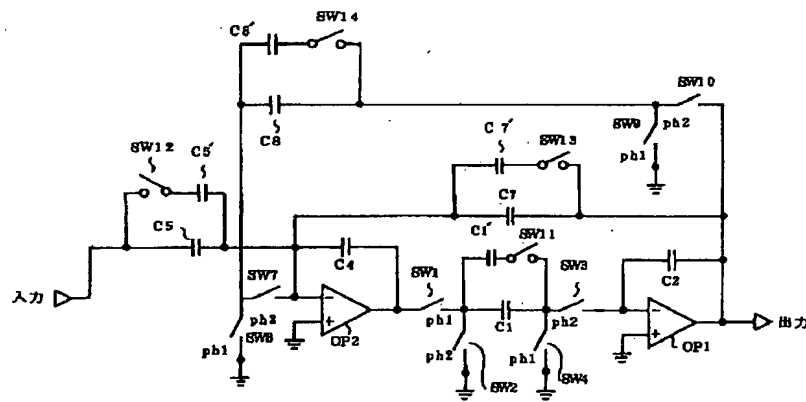 C8′
SW14
SW10
C8
SW9
ph2
ph1
C7′
SW13
SW12
C5′
C7
C5
C1′
SW11
C4
SW1
SW3
C2
入力
SW7
ph2
ph1
C1
ph2
出力
ph1
SW8
OP2
ph2
ph1
OP1
SW2
SW4